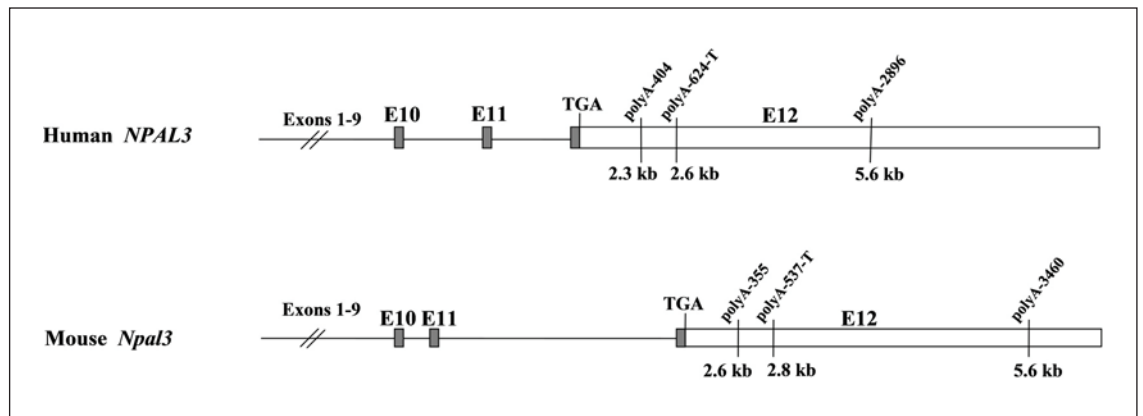 polyA-404
polyA-624-T
polyA-2896
Exons 1-9
E10
E11
TGA
E12
Human NPAL3
2.3 kb
2.6 kb
5.6 kb
polyA-355
polyA-537-T
polyA-3460
Exons 1-9
E10
E11
TGA
E12
Mouse Npal3
2.6 kb
2.8 kb
5.6 kb